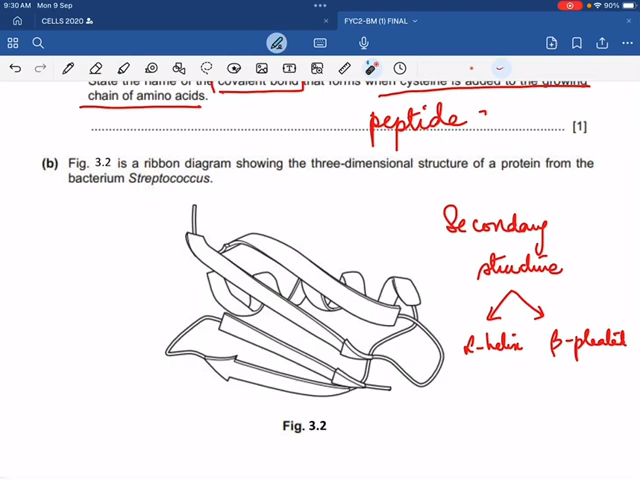 9:30 AM Mon 9 Sep
90%
CELLS 2020
FYC2-BM (1) FINAL
State the name of the covalent bond that forms when cysteine is added to the growing
chain of amino acids.
peptide
[1]
(b) Fig. 3.2 is a ribbon diagram showing the three-dimensional structure of a protein from the
bacterium Streptococcus.
Secondary
structure
α-helix β-pleated
Fig. 3.2